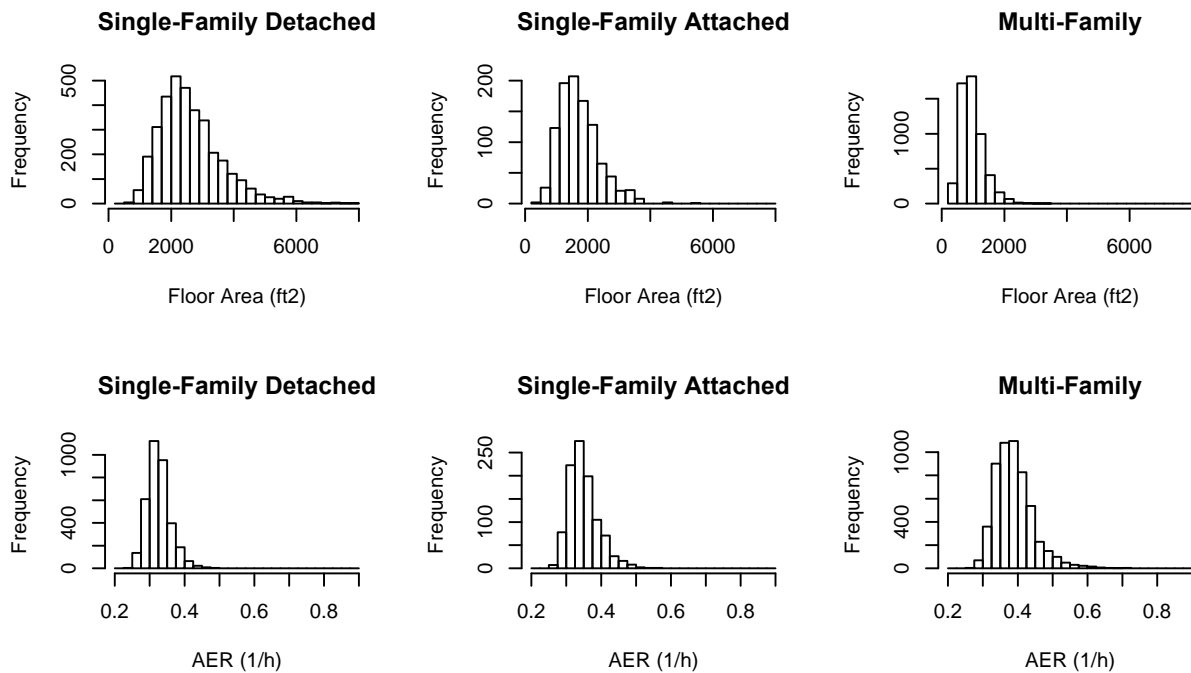 Single-Family Detached
Frequency
0
200
500
0
2000
6000
Floor Area (ft2)
Single-Family Attached
Frequency
0
100
200
0
2000
6000
Floor Area (ft2)
Multi-Family
Frequency
0
1000
0
2000
6000
Floor Area (ft2)
Single-Family Detached
Frequency
0
400
1000
0.2
0.4
0.6
0.8
AER (1/h)
Single-Family Attached
Frequency
0
100
250
0.2
0.4
0.6
0.8
AER (1/h)
Multi-Family
Frequency
0
400
1000
0.2
0.4
0.6
0.8
AER (1/h)